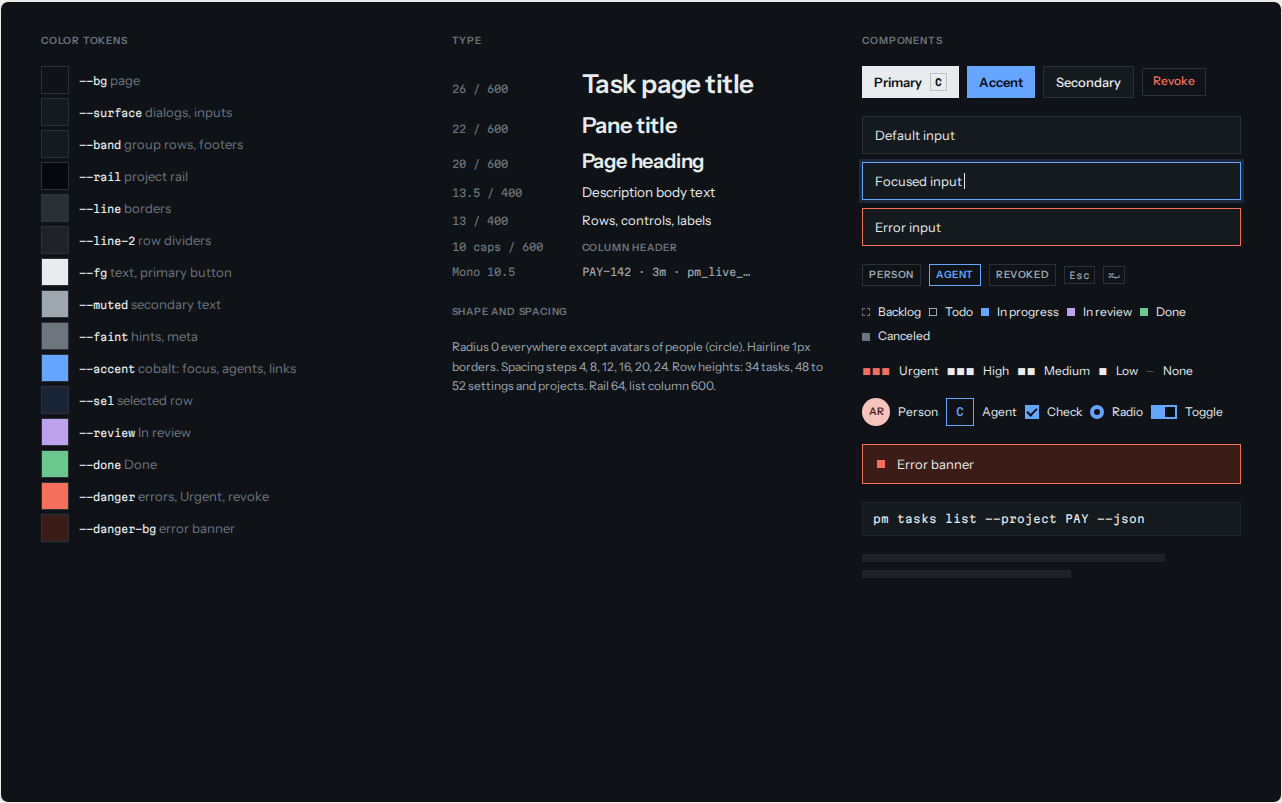 COLOR TOKENS
--bg page
--surface dialogs, inputs
--band group rows, footers
--rail project rail
--line borders
--line-2 row dividers
--fg text, primary button
--muted secondary text
--faint hints, meta
--accent cobalt: focus, agents, links
--sel selected row
--review In review
--done Done
--danger errors, Urgent, revoke
--danger-bg error banner
TYPE
26 / 600 Task page title
22 / 600 Pane title
20 / 600 Page heading
13.5 / 400 Description body text
13 / 400 Rows, controls, labels
10 caps / 600 COLUMN HEADER
Mono 10.5 PAY-142 · 3m · pm_live_…
SHAPE AND SPACING
Radius 0 everywhere except avatars of people (circle). Hairline 1px
borders. Spacing steps 4, 8, 12, 16, 20, 24. Row heights: 34 tasks, 48 to
52 settings and projects. Rail 64, list column 600.
COMPONENTS
Primary C Accent Secondary Revoke
Default input
Focused input
Error input
PERSON AGENT REVOKED Esc ⌘↵
Backlog Todo In progress In review Done
Canceled
Urgent High Medium Low – None
AR Person C Agent Check Radio Toggle
Error banner
pm tasks list --project PAY --json